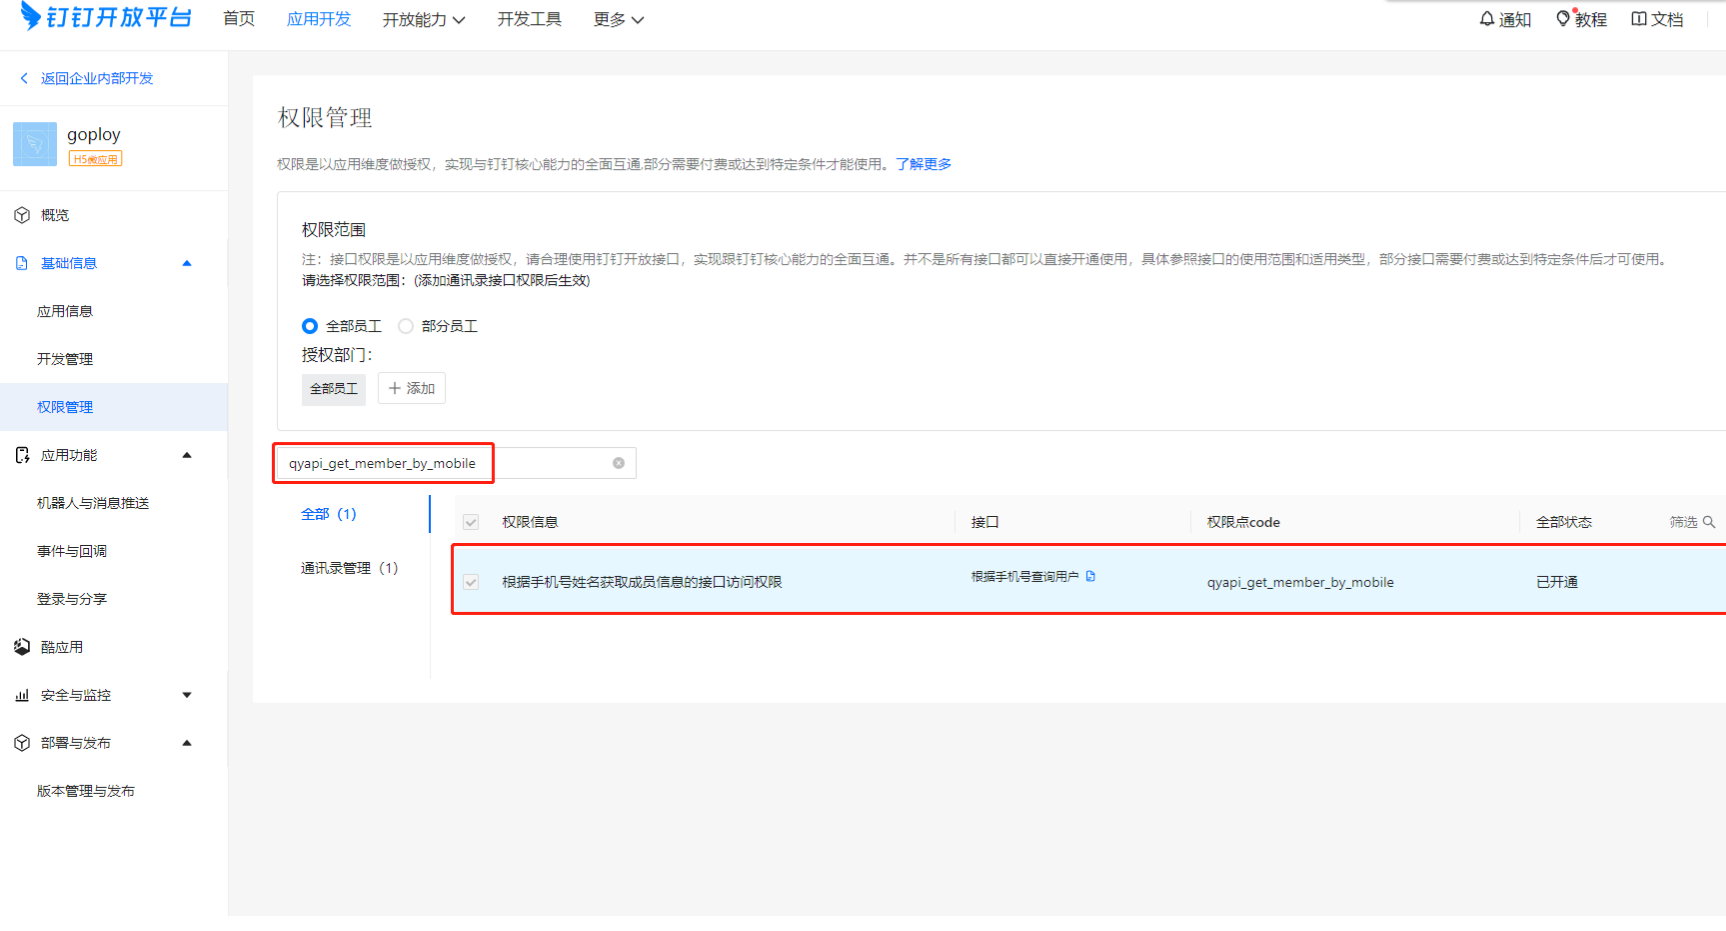 钉钉开放平台 首页 应用开发 开放能力 开发工具 更多 通知 教程 文档
返回企业内部开发
goploy
H5微应用
概览
基础信息
应用信息
开发管理
权限管理
应用功能
机器人与消息推送
事件与回调
登录与分享
酷应用
安全与监控
部署与发布
版本管理与发布
权限管理
权限是以应用维度做授权，实现与钉钉核心能力的全面互通,部分需要付费或达到特定条件才能使用。了解更多
权限范围
注：接口权限是以应用维度做授权，请合理使用钉钉开放接口，实现跟钉钉核心能力的全面互通。并不是所有接口都可以直接开通使用，具体参照接口的使用范围和适用类型，部分接口需要付费或达到特定条件后才可使用。
请选择权限范围：(添加通讯录接口权限后生效)
全部员工 部分员工
授权部门：
全部员工 添加
qyapi_get_member_by_mobile
全部（1）
通讯录管理（1）
权限信息 接口 权限点code 全部状态 筛选
根据手机号姓名获取成员信息的接口访问权限 根据手机号查询用户 qyapi_get_member_by_mobile 已开通